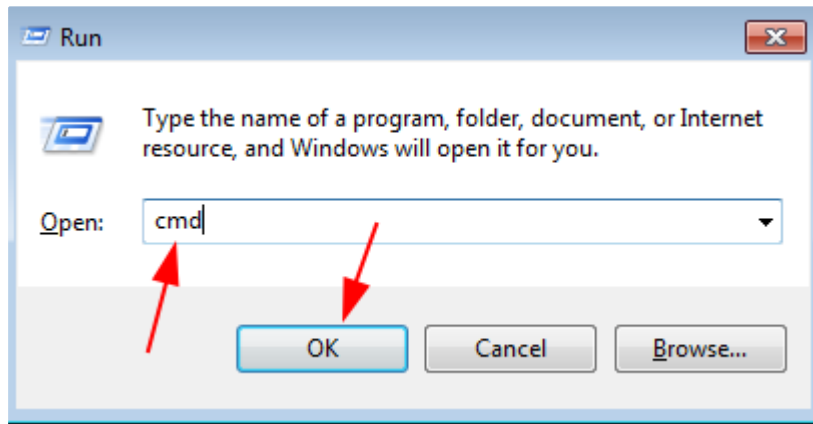 Run
Type the name of a program, folder, document, or Internet
resource, and Windows will open it for you.
Open: cmd
OK Cancel Browse...